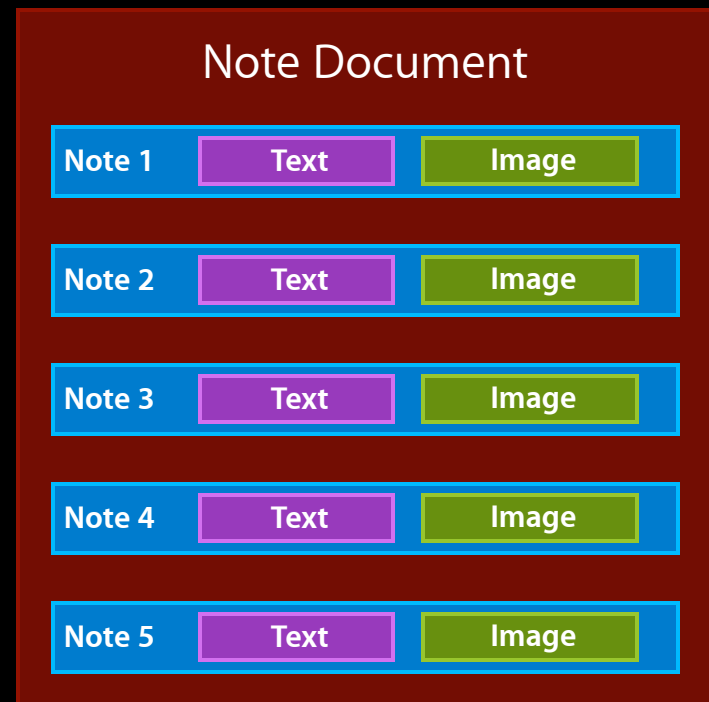 Note Document
Note 1 Text Image
Note 2 Text Image
Note 3 Text Image
Note 4 Text Image
Note 5 Text Image